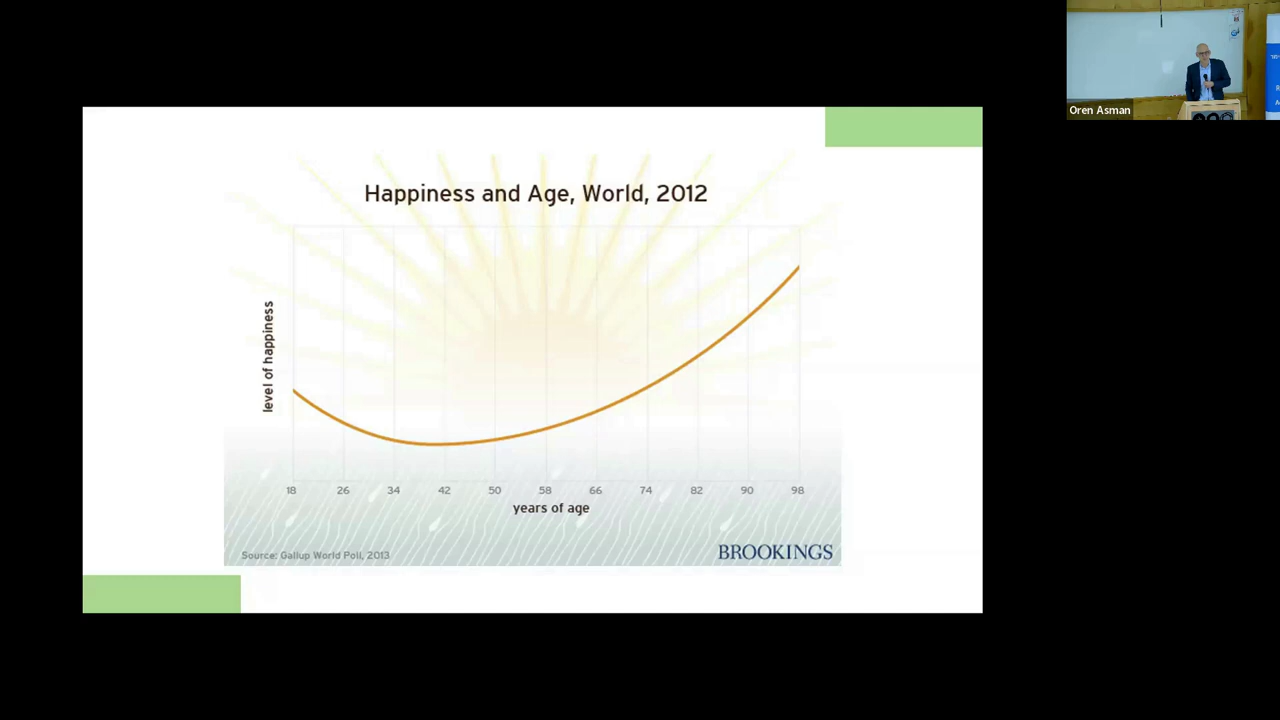 Happiness and Age, World, 2012
level of happiness
18 26 34 42 50 58 66 74 82 90 98
years of age
Source: Gallup World Poll, 2013
BROOKINGS
Oren Asman